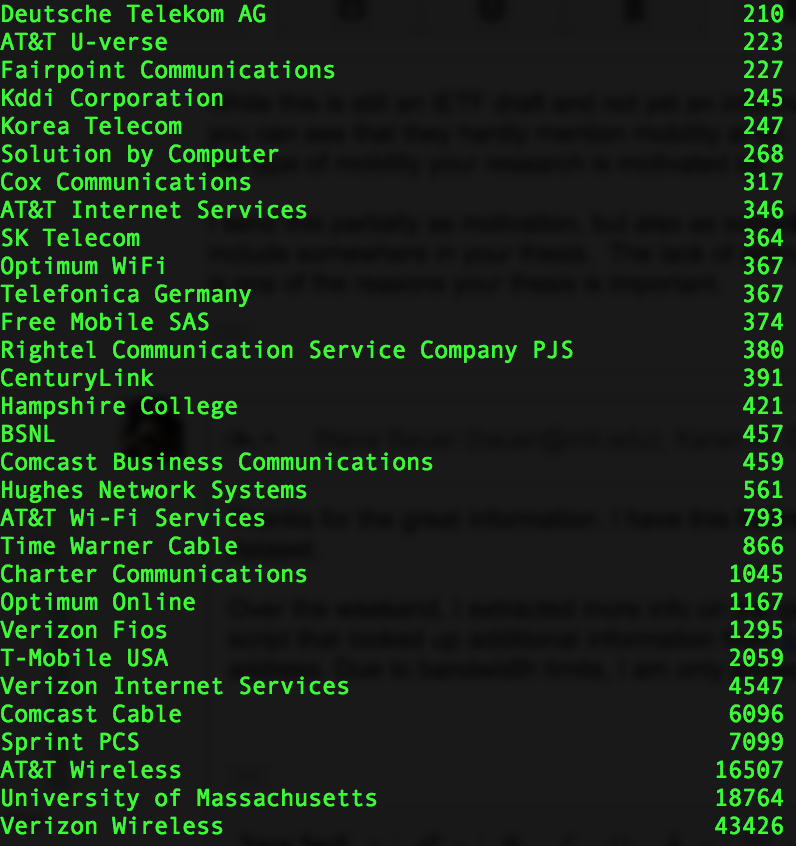 Deutsche Telekom AG 210
AT&T U-verse 223
Fairpoint Communications 227
Kddi Corporation 245
Korea Telecom 247
Solution by Computer 268
Cox Communications 317
AT&T Internet Services 346
SK Telecom 364
Optimum WiFi 367
Telefonica Germany 367
Free Mobile SAS 374
Rightel Communication Service Company PJS 380
CenturyLink 391
Hampshire College 421
BSNL 457
Comcast Business Communications 459
Hughes Network Systems 561
AT&T Wi-Fi Services 793
Time Warner Cable 866
Charter Communications 1045
Optimum Online 1167
Verizon Fios 1295
T-Mobile USA 2059
Verizon Internet Services 4547
Comcast Cable 6096
Sprint PCS 7099
AT&T Wireless 16507
University of Massachusetts 18764
Verizon Wireless 43426